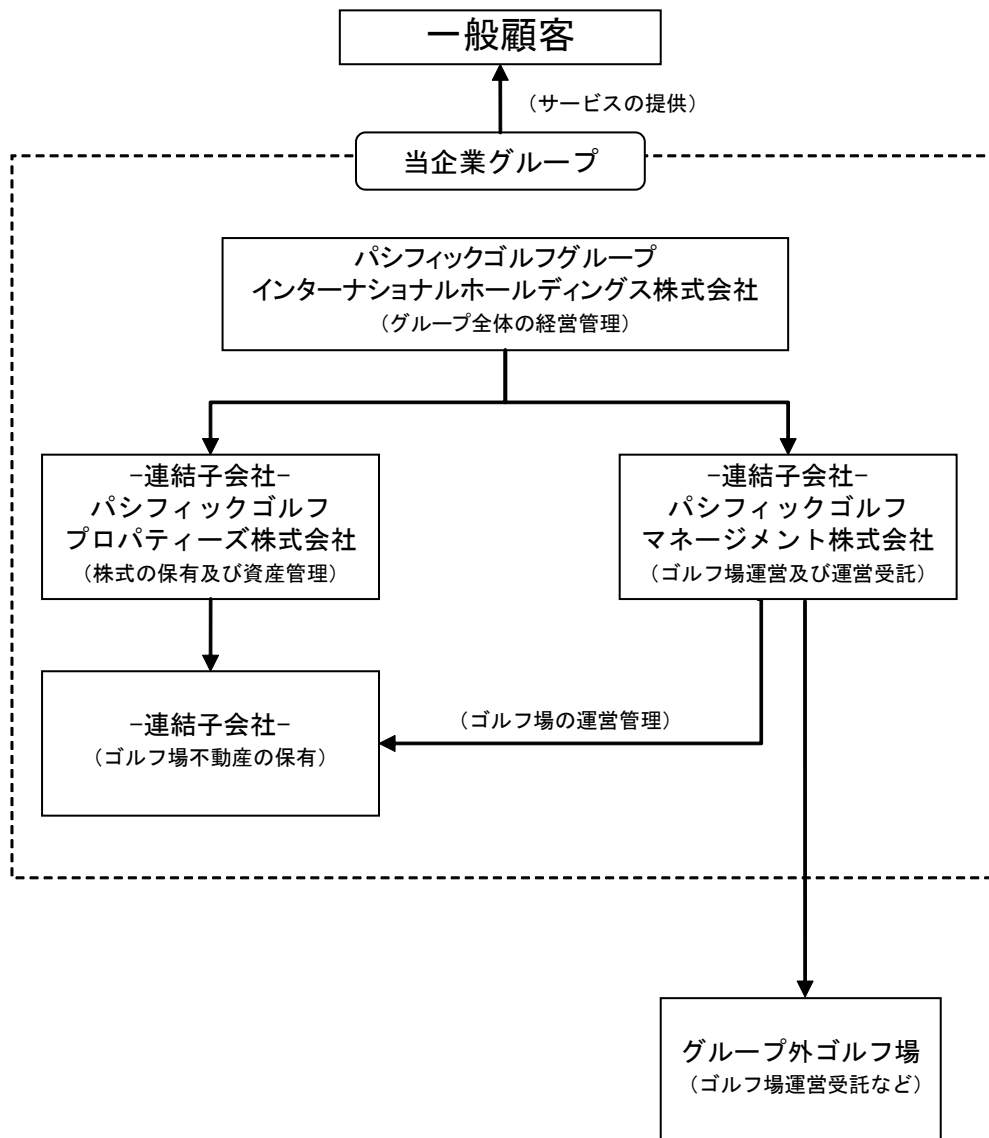 一般顧客
（サービスの提供）
当企業グループ
パシフィックゴルフグループ
インターナショナルホールディングス株式会社
（グループ全体の経営管理）
−連結子会社−
パシフィックゴルフ
プロパティーズ株式会社
（株式の保有及び資産管理）
−連結子会社−
パシフィックゴルフ
マネージメント株式会社
（ゴルフ場運営及び運営受託）
−連結子会社−
（ゴルフ場不動産の保有）
（ゴルフ場の運営管理）
グループ外ゴルフ場
（ゴルフ場運営受託など）